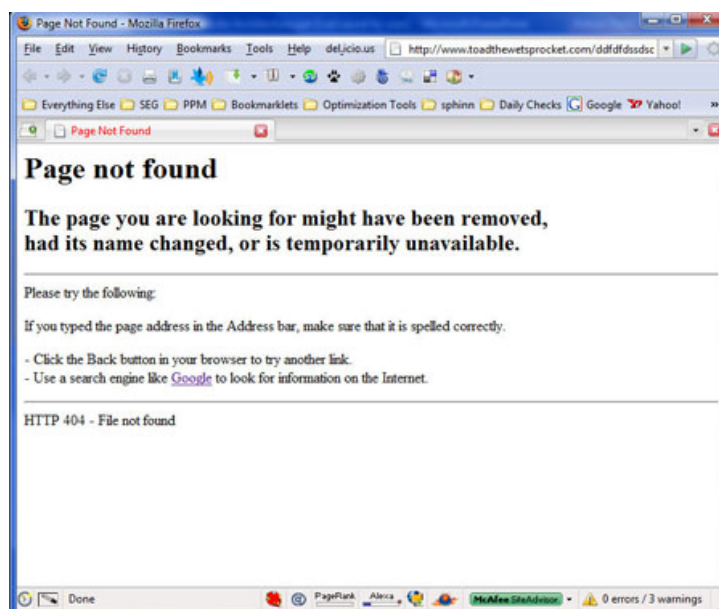 Page Not Found - Mozilla Firefox
File Edit View History Bookmarks Tools Help del.icio.us http://www.toadthewetsprocket.com/ddfdfdssdsc
Everything Else SEG PPM Bookmarklets Optimization Tools sphinn Daily Checks Google Yahoo! »
Page Not Found
Page not found
The page you are looking for might have been removed,
had its name changed, or is temporarily unavailable.
Please try the following:
If you typed the page address in the Address bar, make sure that it is spelled correctly.
- Click the Back button in your browser to try another link.
- Use a search engine like Google to look for information on the Internet.
HTTP 404 - File not found
Done PageRank Alexa McAfee SiteAdvisor 0 errors / 3 warnings